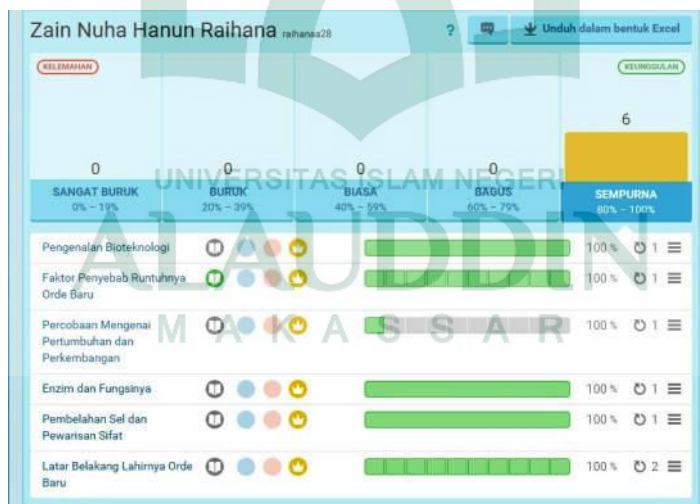 Zain Nuha Hanun Raihana raihanaa28
?
Unduh dalam bentuk Excel
KELEMAHAN
KEUNGGULAN
6
0
0
0
0
UNIVERSITAS ISLAM NEGERI
SANGAT BURUK
BURUK
BIASA
BAGUS
SEMPURNA
0% – 19%
20% – 39%
40% – 59%
60% – 79%
80% – 100%
ALAUDDIN
MAKASSAR
Pengenalan Bioteknologi
100 %
1
Faktor Penyebab Runtuhnya
Orde Baru
100 %
1
Percobaan Mengenai
Pertumbuhan dan
Perkembangan
100 %
1
Enzim dan Fungsinya
100 %
1
Pembelahan Sel dan
Pewarisan Sifat
100 %
1
Latar Belakang Lahirnya Orde
Baru
100 %
2